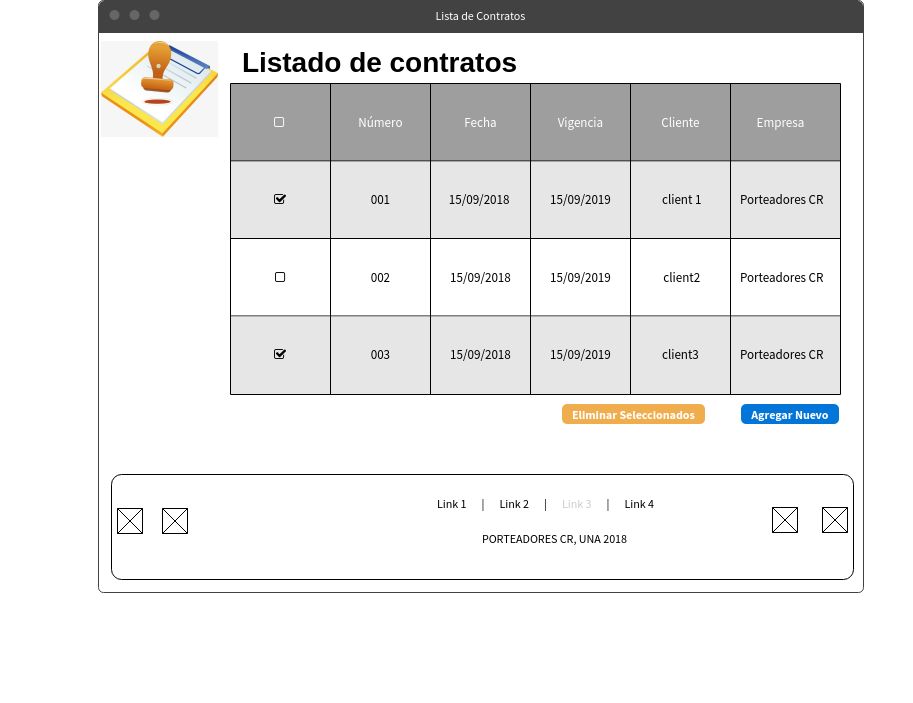 Lista de Contratos
Listado de contratos
Número Fecha Vigencia Cliente Empresa
001 15/09/2018 15/09/2019 client 1 Porteadores CR
002 15/09/2018 15/09/2019 client2 Porteadores CR
003 15/09/2018 15/09/2019 client3 Porteadores CR
Eliminar Seleccionados Agregar Nuevo
Link 1 | Link 2 | Link 3 | Link 4
PORTEADORES CR, UNA 2018